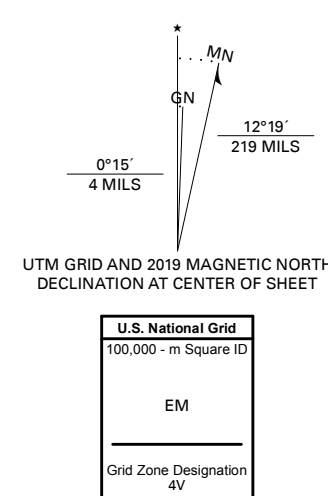 ★
MN
GN
12°19´
219 MILS
0°15´
4 MILS
UTM GRID AND 2019 MAGNETIC NORTH
DECLINATION AT CENTER OF SHEET
U.S. National Grid
100,000 - m Square ID
EM
Grid Zone Designation
4V